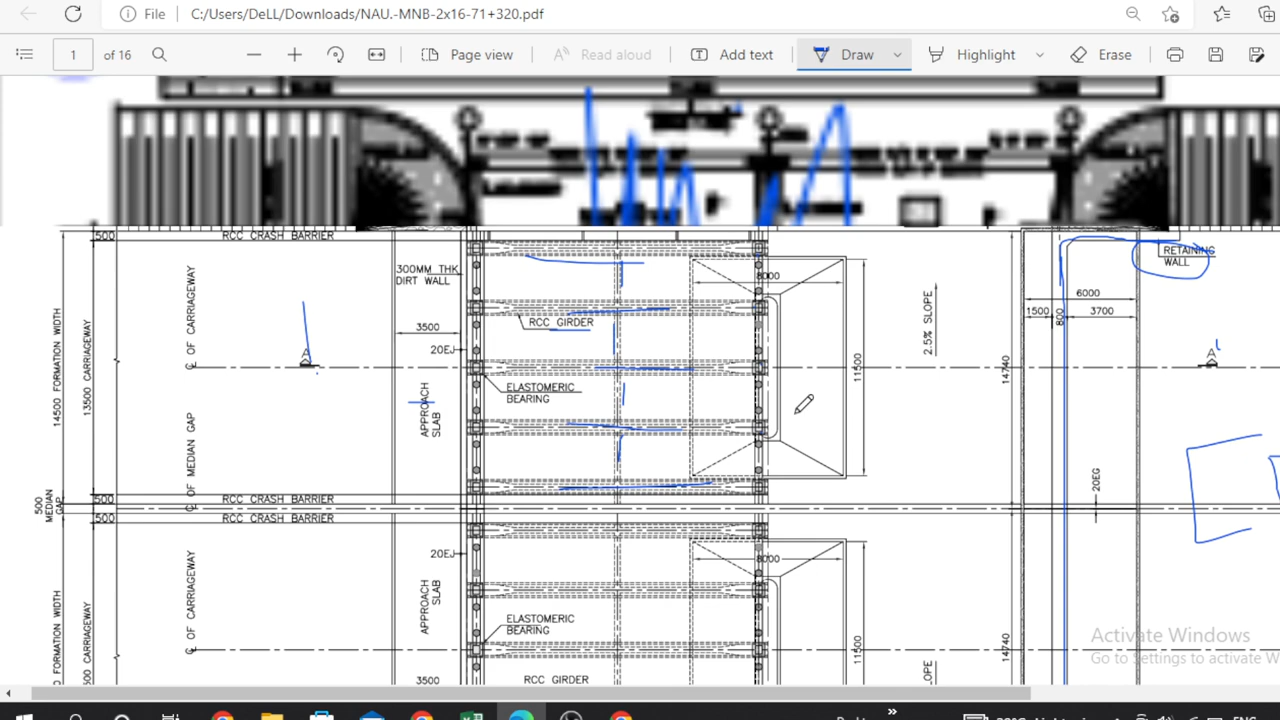 File
C:/Users/DeLL/Downloads/NAU.-MNB-2x16-71+320.pdf
1 of 16
Page view
Read aloud
Add text
Draw
Highlight
Erase
500
RCC CRASH BARRIER
RETAINING
WALL
300MM THK.
DIRT WALL
8000
6000
1500
800
3700
14500 FORMATION WIDTH
13500 CARRIAGEWAY
℄ OF CARRIAGEWAY
3500
RCC GIRDER
20EJ
2.5% SLOPE
A
A
11500
14740
ELASTOMERIC
BEARING
APPROACH
SLAB
℄ OF MEDIAN GAP
20EG
500
MEDIAN
GAP
500
RCC CRASH BARRIER
500
RCC CRASH BARRIER
20EJ
8000
℄ OF CARRIAGEWAY
APPROACH
SLAB
ELASTOMERIC
BEARING
11500
14740
FORMATION WIDTH
CARRIAGEWAY
3500
RCC GIRDER
Activate Windows
Go to Settings to activate W
ENG